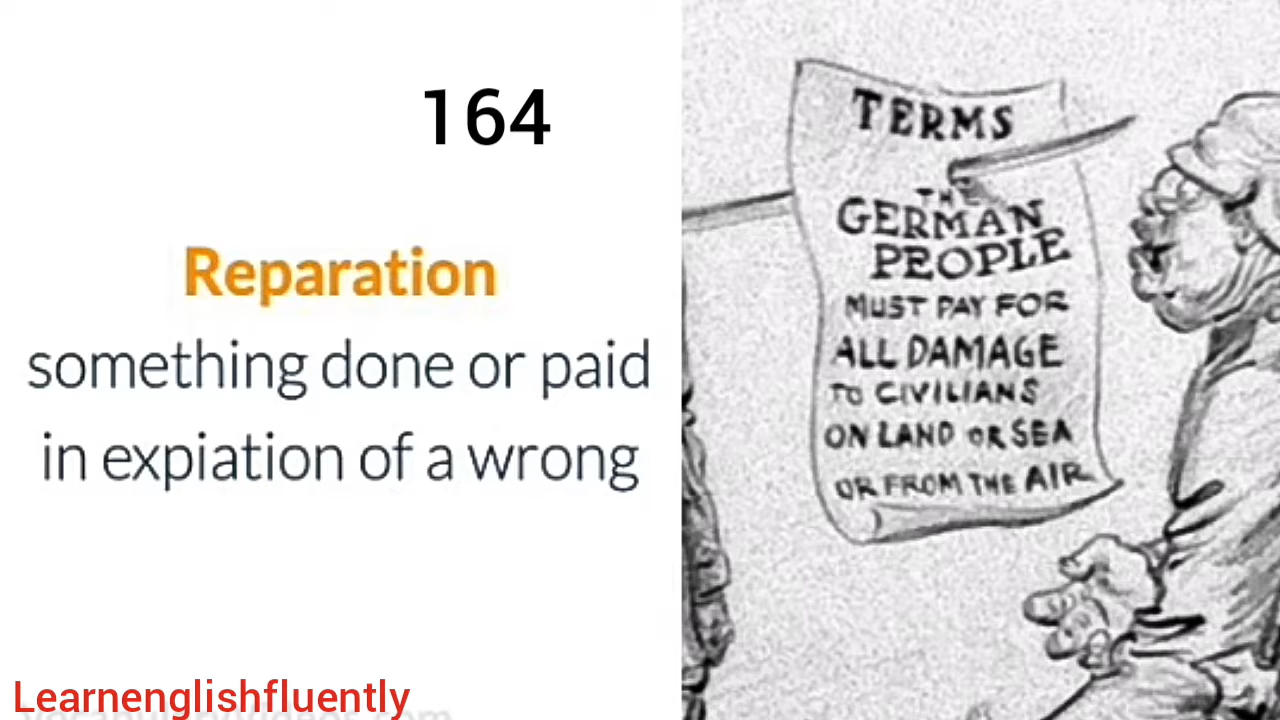 164
Reparation
something done or paid
in expiation of a wrong
Learnenglishfluently
TERMS
THE
GERMAN
PEOPLE
MUST PAY FOR
ALL DAMAGE
TO CIVILIANS
ON LAND OR SEA
OR FROM THE AIR